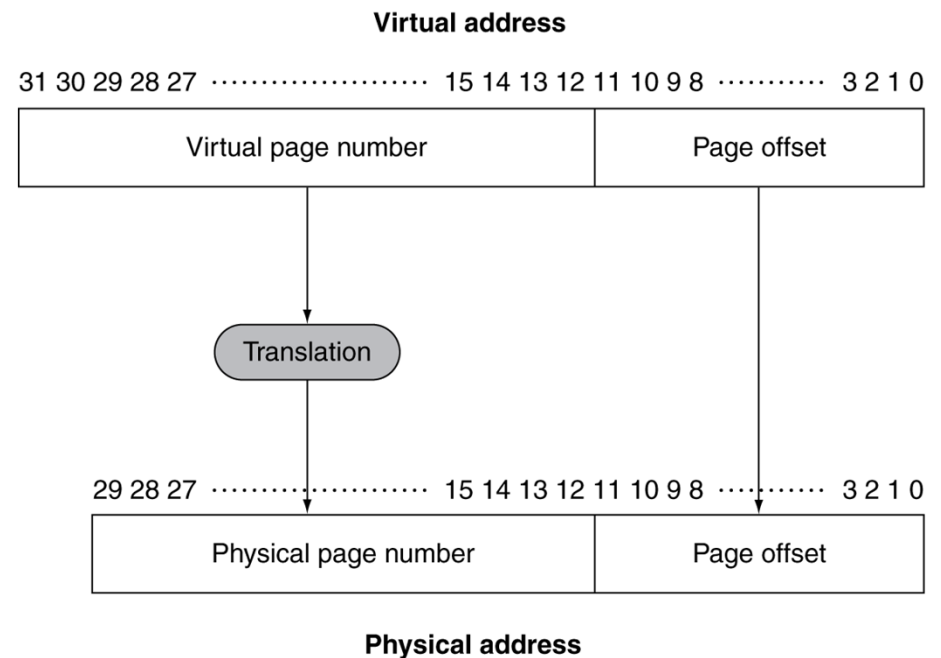 Virtual address
31 30 29 28 27 ······················ 15 14 13 12 11 10 9 8 ··········· 3 2 1 0
Virtual page number Page offset
Translation
29 28 27 ······················ 15 14 13 12 11 10 9 8 ··········· 3 2 1 0
Physical page number Page offset
Physical address